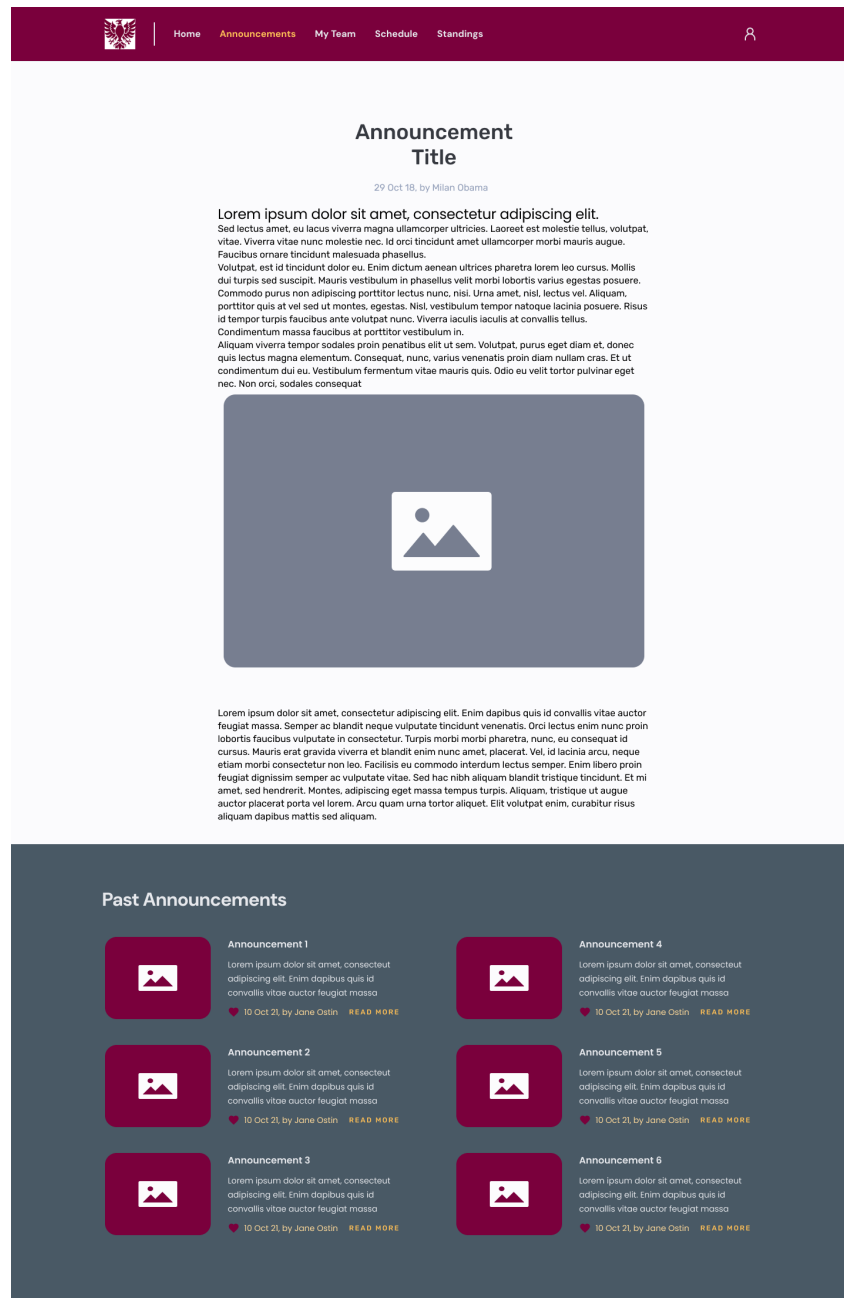 Home Announcements My Team Schedule Standings
Announcement
Title
29 Oct 18, by Milan Obama
Lorem ipsum dolor sit amet, consectetur adipiscing elit.
Sed lectus amet, eu lacus viverra magna ullamcorper ultricies. Laoreet est molestie tellus, volutpat,
vitae. Viverra vitae nunc molestie nec. Id orci tincidunt amet ullamcorper morbi mauris augue.
Faucibus ornare tincidunt malesuada phasellus.
Volutpat, est id tincidunt dolor eu. Enim dictum aenean ultrices pharetra lorem leo cursus. Mollis
dui turpis sed suscipit. Mauris vestibulum in phasellus velit morbi lobortis varius egestas posuere.
Commodo purus non adipiscing porttitor lectus nunc, nisi. Urna amet, nisl, lectus vel. Aliquam,
porttitor quis at vel sed ut montes, egestas. Nisl, vestibulum tempor natoque lacinia posuere. Risus
id tempor turpis faucibus ante volutpat nunc. Viverra iaculis iaculis at convallis tellus.
Condimentum massa faucibus at porttitor vestibulum in.
Aliquam viverra tempor sodales proin penatibus elit ut sem. Volutpat, purus eget diam et, donec
quis lectus magna elementum. Consequat, nunc, varius venenatis proin diam nullam cras. Et ut
condimentum dui eu. Vestibulum fermentum vitae mauris quis. Odio eu velit tortor pulvinar eget
nec. Non orci, sodales consequat
Lorem ipsum dolor sit amet, consectetur adipiscing elit. Enim dapibus quis id convallis vitae auctor
feugiat massa. Semper ac blandit neque vulputate tincidunt venenatis. Orci lectus enim nunc proin
lobortis faucibus vulputate in consectetur. Turpis morbi morbi pharetra, nunc, eu consequat id
cursus. Mauris erat gravida viverra et blandit enim nunc amet, placerat. Vel, id lacinia arcu, neque
etiam morbi consectetur non leo. Facilisis eu commodo interdum lectus semper. Enim libero proin
feugiat dignissim semper ac vulputate vitae. Sed hac nibh aliquam blandit tristique tincidunt. Et mi
amet, sed hendrerit. Montes, adipiscing eget massa tempus turpis. Aliquam, tristique ut augue
auctor placerat porta vel lorem. Arcu quam urna tortor aliquet. Elit volutpat enim, curabitur risus
aliquam dapibus mattis sed aliquam.
Past Announcements
Announcement 1
Lorem ipsum dolor sit amet, consecteut
adipiscing elit. Enim dapibus quis id
convallis vitae auctor feugiat massa
10 Oct 21, by Jane Ostin READ MORE
Announcement 2
Lorem ipsum dolor sit amet, consecteut
adipiscing elit. Enim dapibus quis id
convallis vitae auctor feugiat massa
10 Oct 21, by Jane Ostin READ MORE
Announcement 3
Lorem ipsum dolor sit amet, consecteut
adipiscing elit. Enim dapibus quis id
convallis vitae auctor feugiat massa
10 Oct 21, by Jane Ostin READ MORE
Announcement 4
Lorem ipsum dolor sit amet, consecteut
adipiscing elit. Enim dapibus quis id
convallis vitae auctor feugiat massa
10 Oct 21, by Jane Ostin READ MORE
Announcement 5
Lorem ipsum dolor sit amet, consecteut
adipiscing elit. Enim dapibus quis id
convallis vitae auctor feugiat massa
10 Oct 21, by Jane Ostin READ MORE
Announcement 6
Lorem ipsum dolor sit amet, consecteut
adipiscing elit. Enim dapibus quis id
convallis vitae auctor feugiat massa
10 Oct 21, by Jane Ostin READ MORE